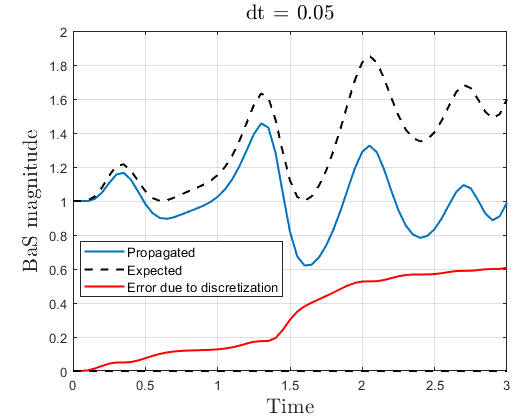 dt = 0.05
BaS magnitude
2
1.8
1.6
1.4
1.2
1
0.8
0.6
0.4
0.2
0
Propagated
Expected
Error due to discretization
0 0.5 1 1.5 2 2.5 3
Time